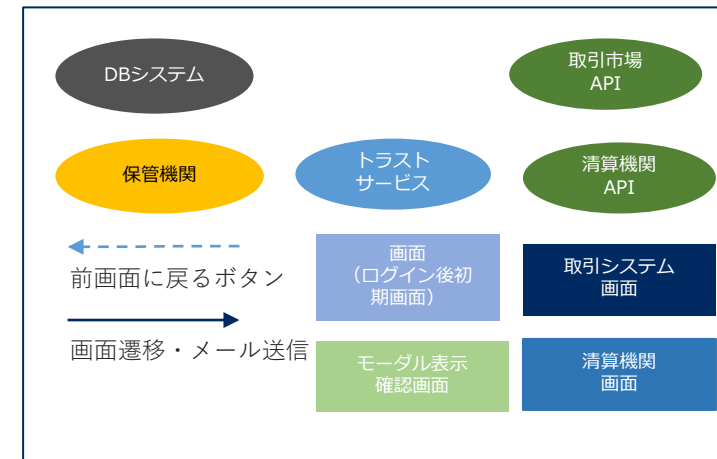 DBシステム
取引市場
API
保管機関
トラスト
サービス
清算機関
API
前画面に戻るボタン
画面
（ログイン後初
期画面）
取引システム
画面
画面遷移・メール送信
モーダル表示
確認画面
清算機関
画面